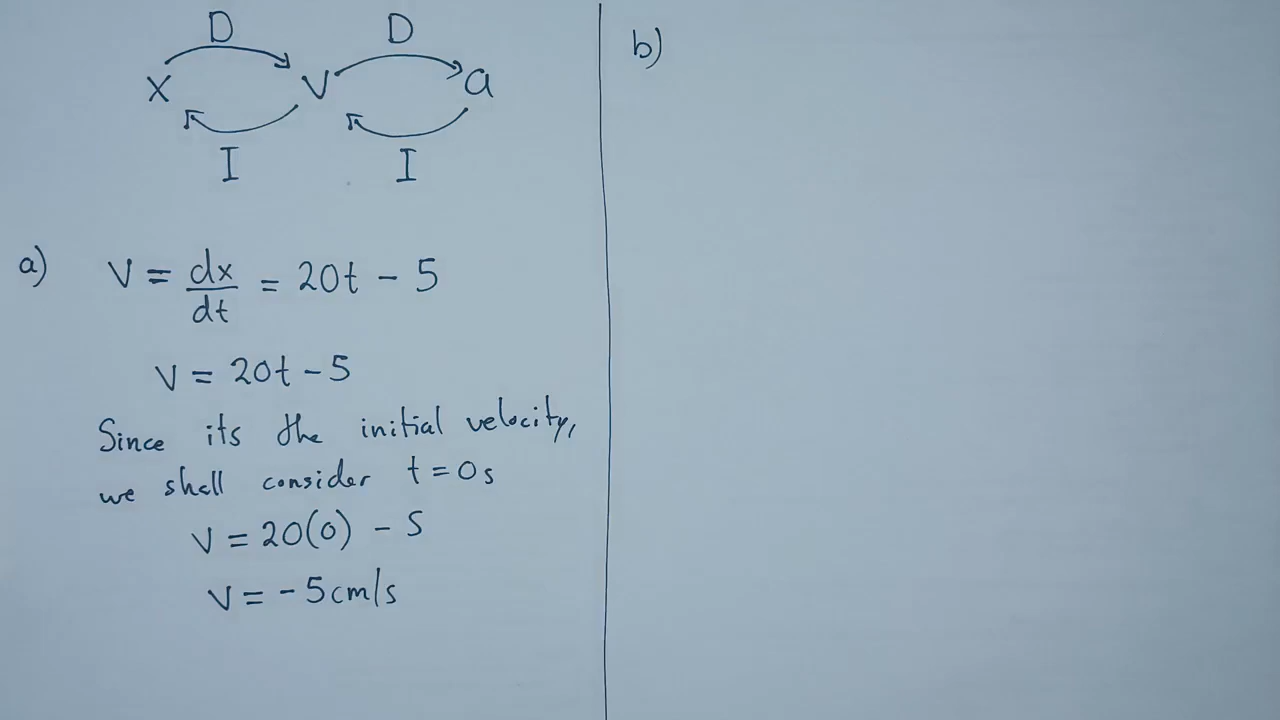 D D
x v a
I I
a) V = dx/dt = 20t - 5
V = 20t - 5
Since its the initial velocity,
we shall consider t = 0s
V = 20(0) - 5
V = - 5cm/s
b)